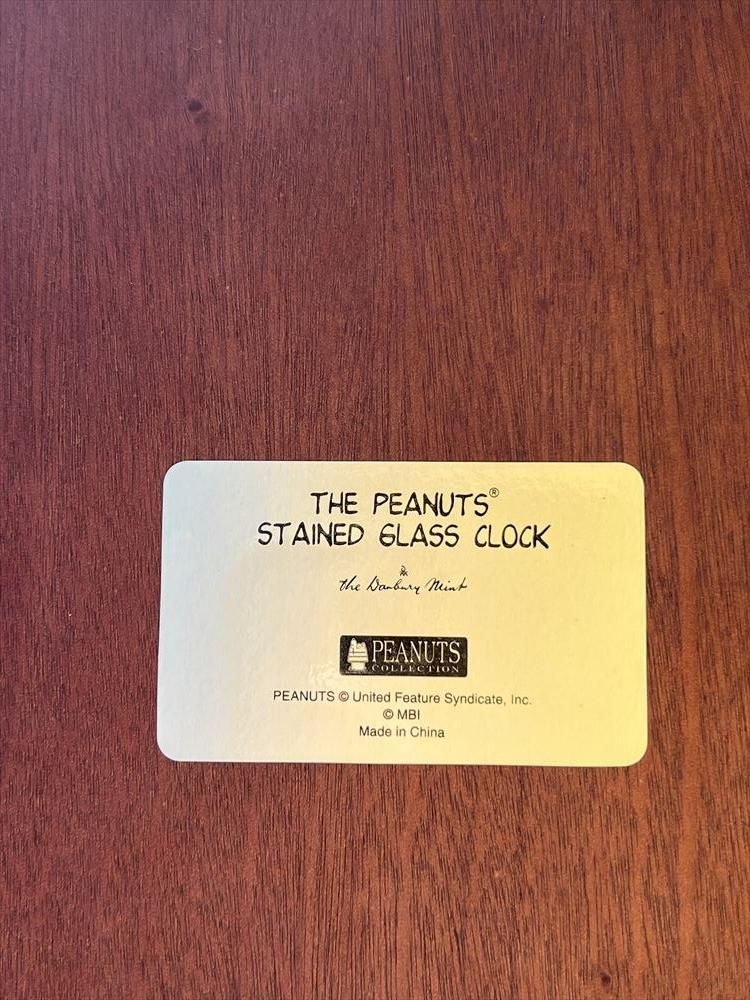 THE PEANUTS®
STAINED GLASS CLOCK
the Danbury Mint
PEANUTS
COLLECTION
PEANUTS © United Feature Syndicate, Inc.
© MBI
Made in China